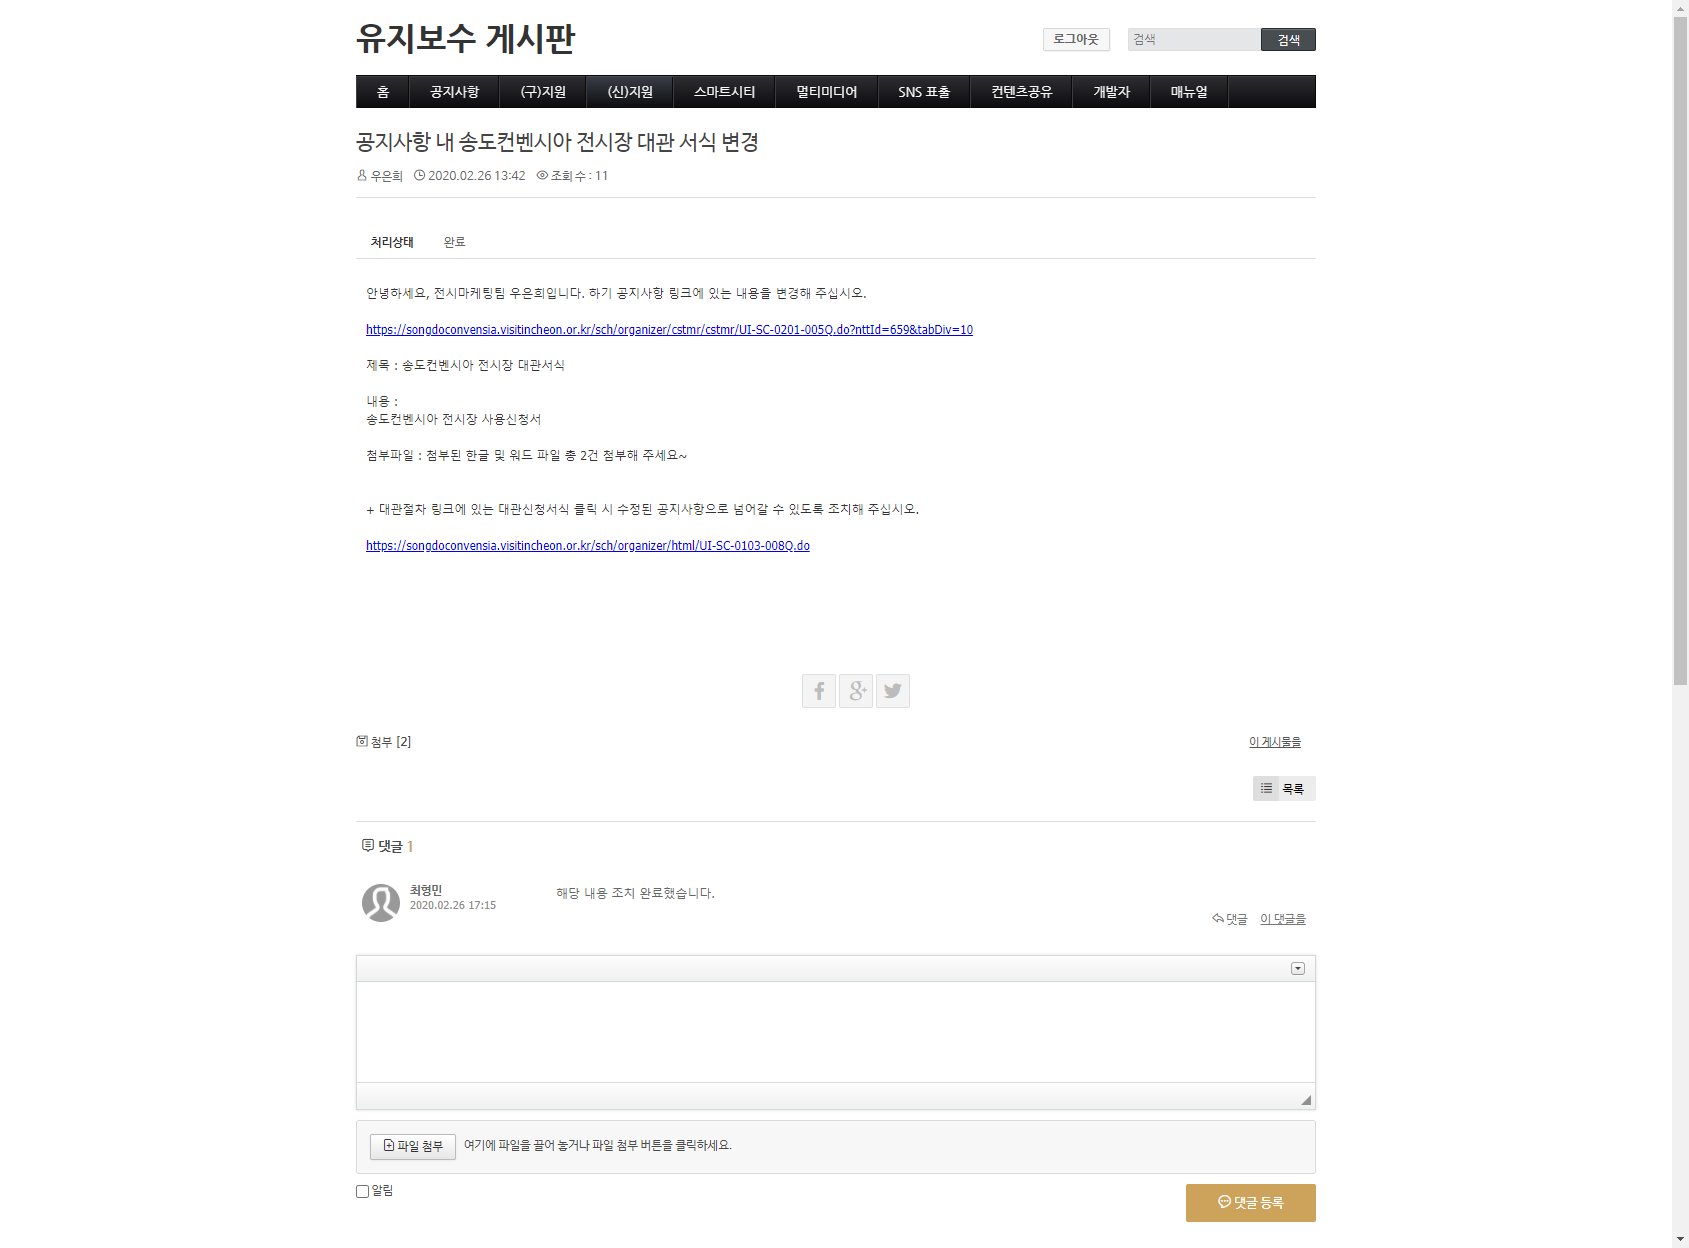 유지보수 게시판
로그아웃 검색 검색
홈 공지사항 (구)지원 (신)지원 스마트시티 멀티미디어 SNS 표출 컨텐츠공유 개발자 매뉴얼
공지사항 내 송도컨벤시아 전시장 대관 서식 변경
우은희 2020.02.26 13:42 조회 수 : 11
처리상태 완료
안녕하세요, 전시마케팅팀 우은희입니다. 하기 공지사항 링크에 있는 내용을 변경해 주십시오.
https://songdoconvensia.visitincheon.or.kr/sch/organizer/cstmr/cstmr/UI-SC-0201-005Q.do?nttId=659&tabDiv=10
제목 : 송도컨벤시아 전시장 대관서식
내용 :
송도컨벤시아 전시장 사용신청서
첨부파일 : 첨부된 한글 및 워드 파일 총 2건 첨부해 주세요~
+ 대관절차 링크에 있는 대관신청서식 클릭 시 수정된 공지사항으로 넘어갈 수 있도록 조치해 주십시오.
https://songdoconvensia.visitincheon.or.kr/sch/organizer/html/UI-SC-0103-008Q.do
첨부 [2] 이 게시물을
목록
댓글 1
최형민 해당 내용 조치 완료했습니다.
2020.02.26 17:15
댓글 이 댓글을
파일 첨부 여기에 파일을 끌어 놓거나 파일 첨부 버튼을 클릭하세요.
알림 댓글 등록